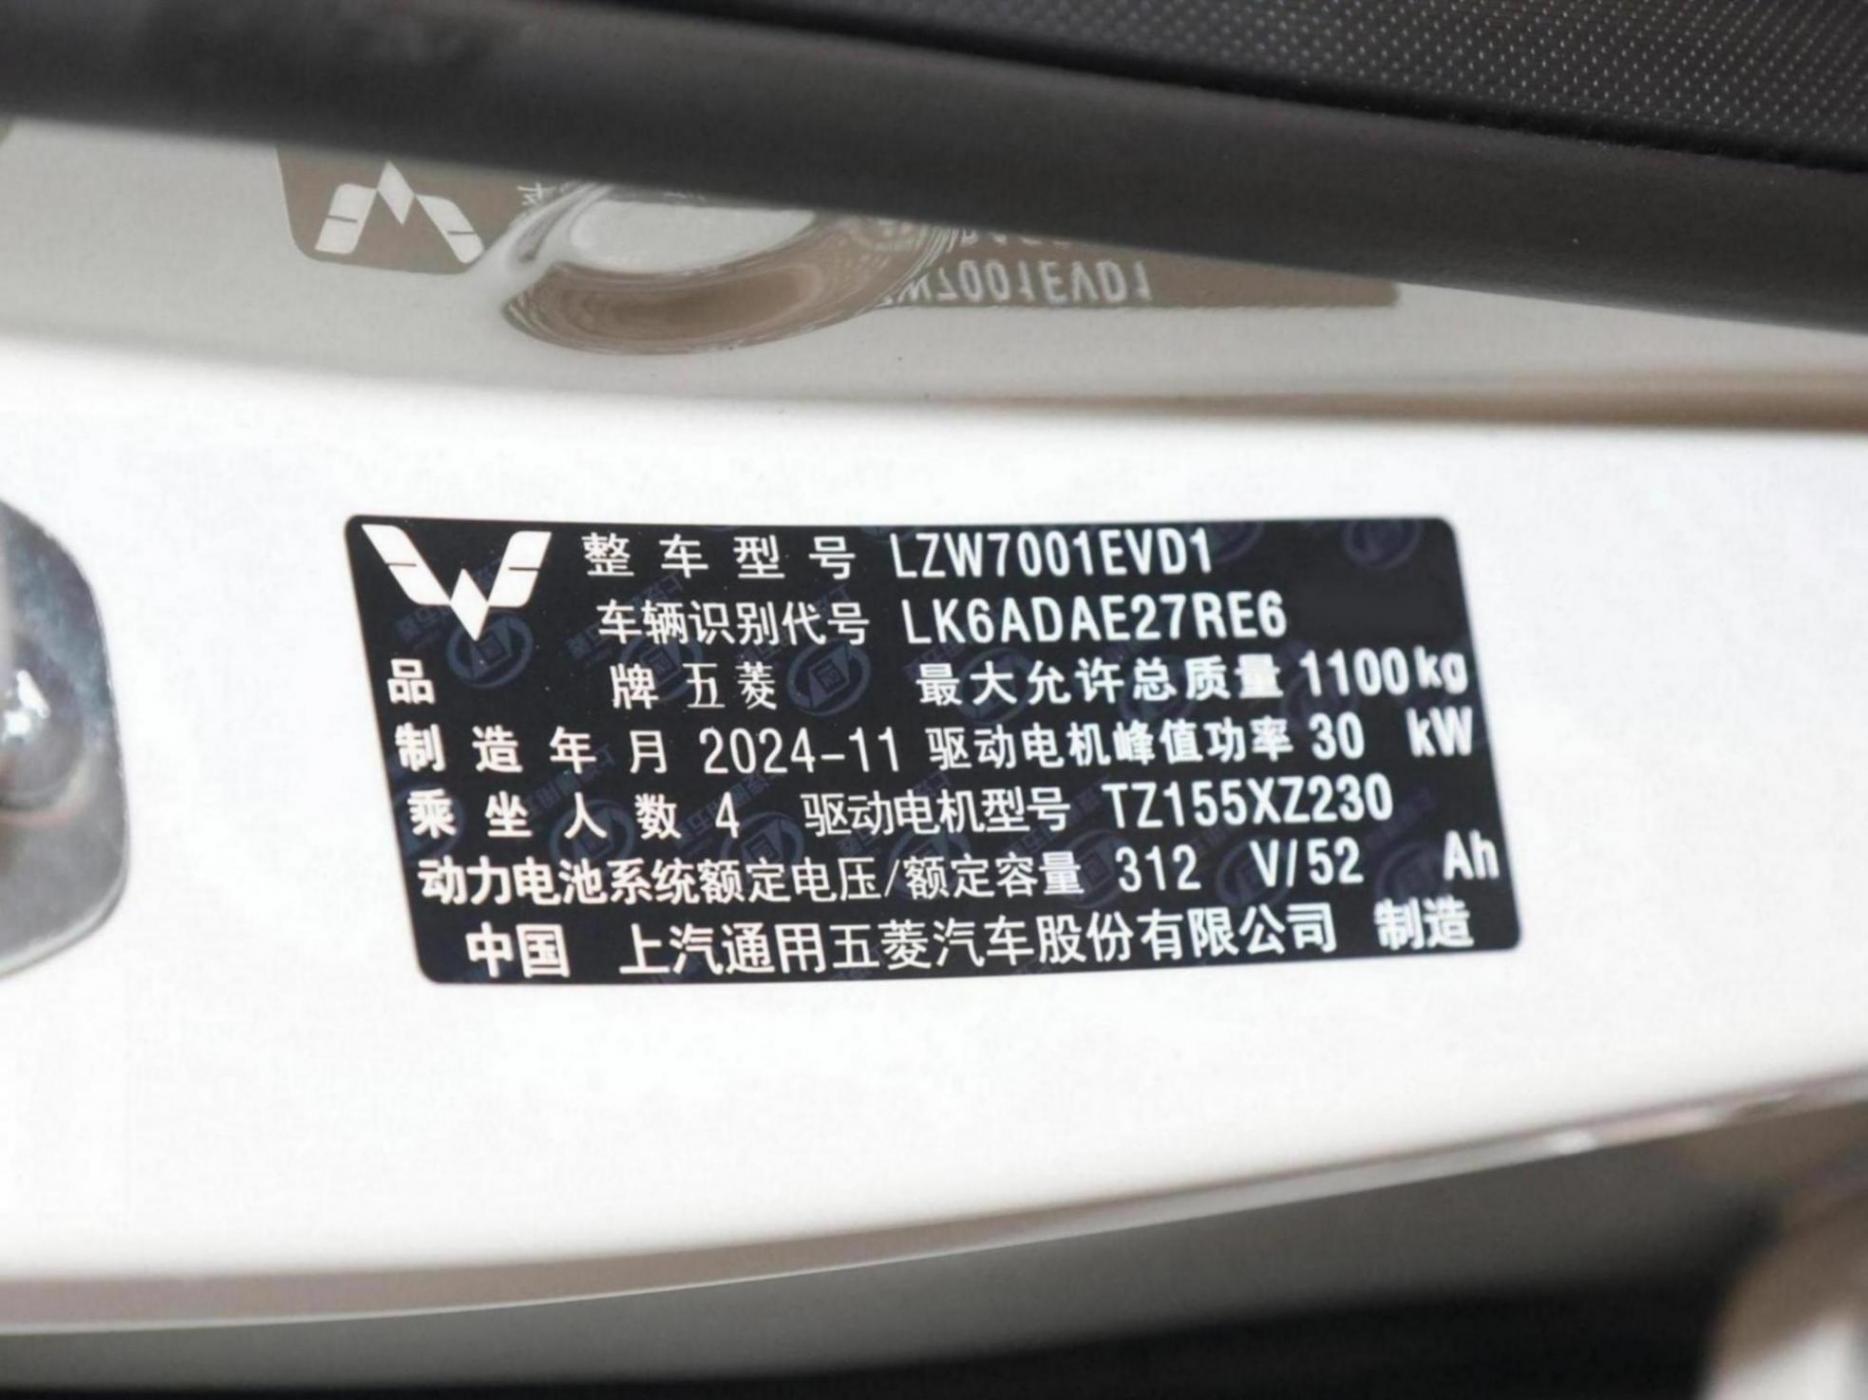 整车型号 LZW7001EVD1
车辆识别代号 LK6ADAE27RE6
品牌 五菱 最大允许总质量 1100kg
制造年月 2024-11 驱动电机峰值功率 30 kW
乘坐人数 4 驱动电机型号 TZ155XZ230
动力电池系统额定电压/额定容量 312 V/52 Ah
中国 上汽通用五菱汽车股份有限公司 制造